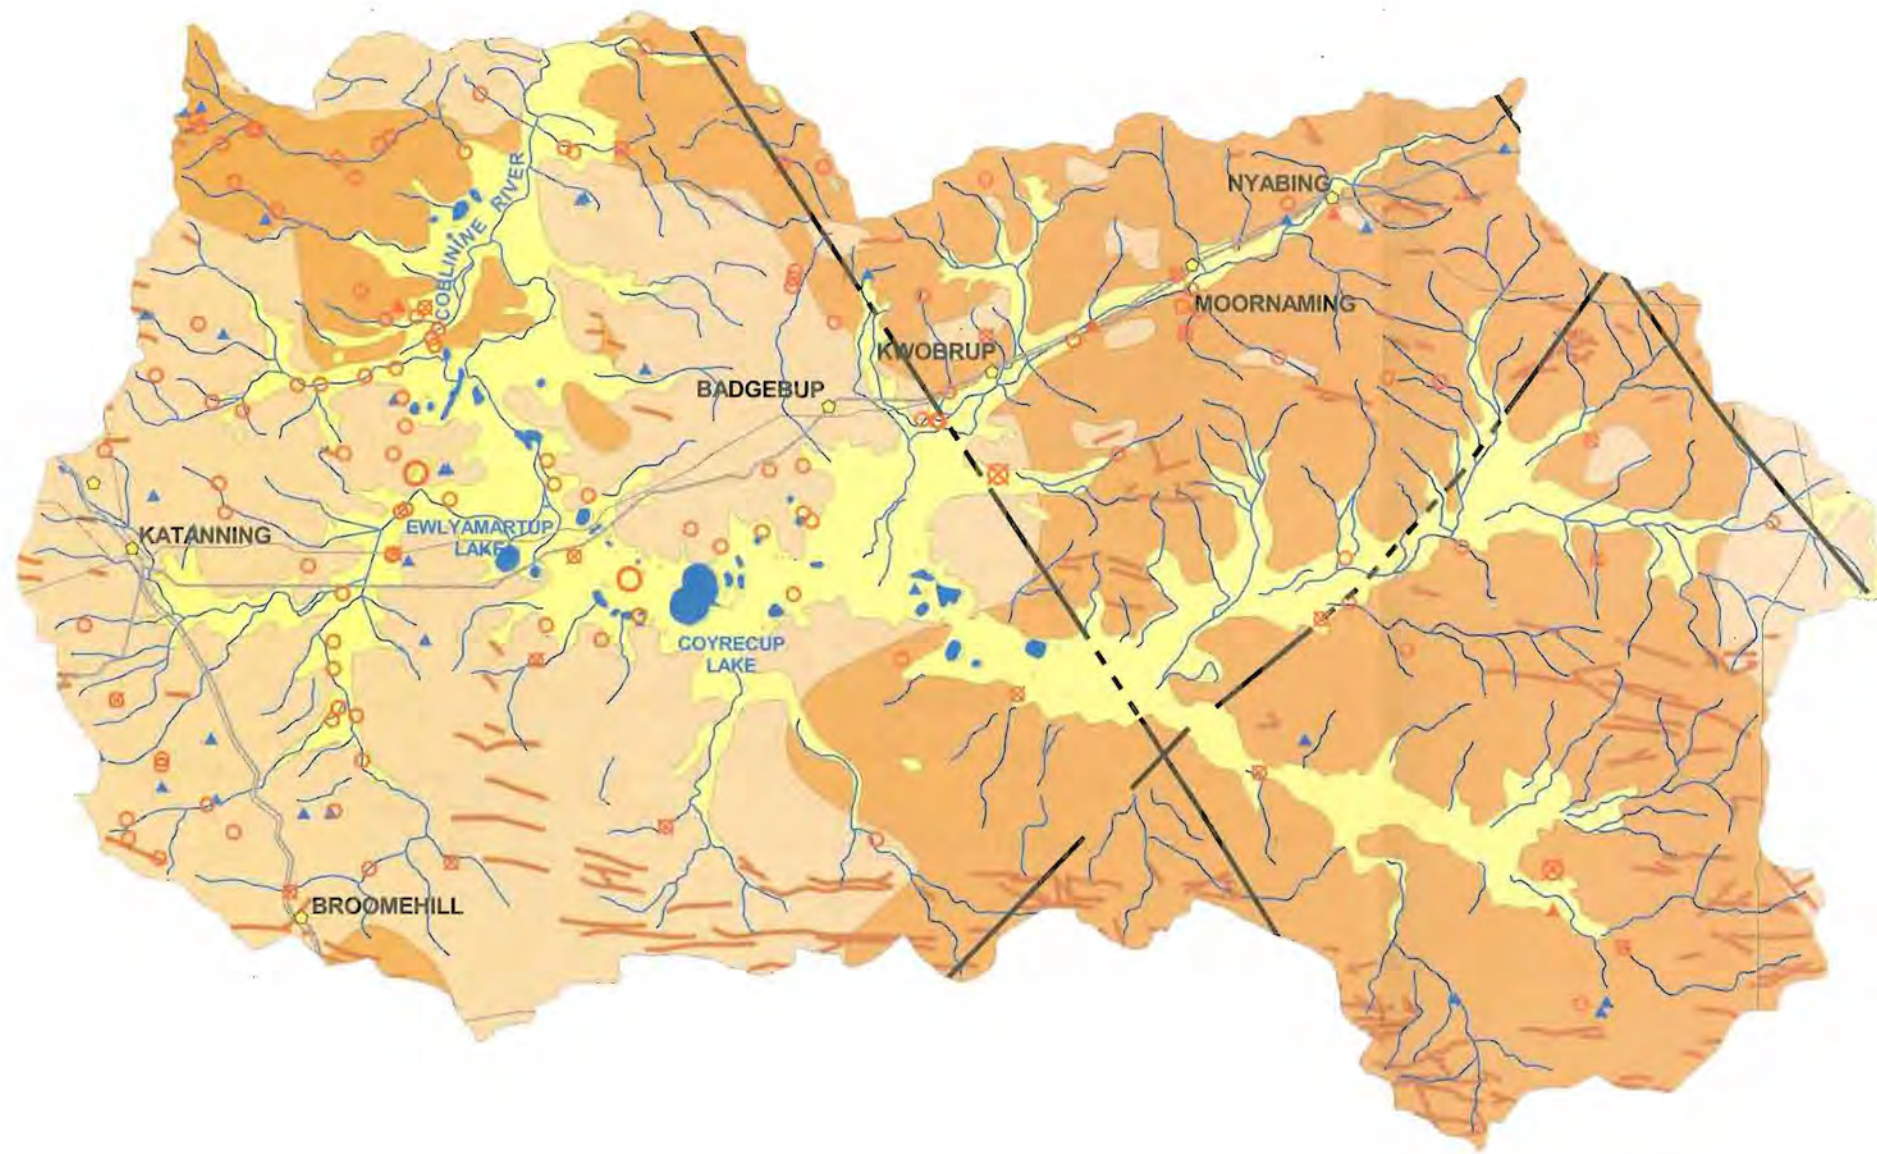 COBLININE RIVER
NYABING
MOORNAMING
KWOBRUP
BADGEBUP
EWLYAMARTUP
LAKE
KATANNING
COYRECUP
LAKE
BROOMEHILL